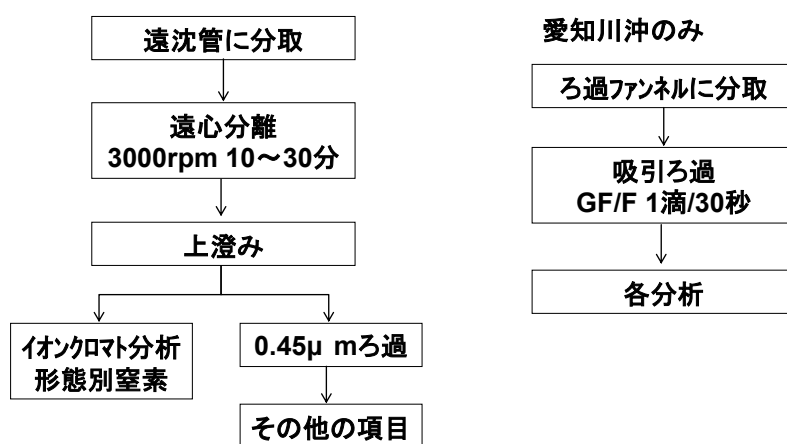 遠沈管に分取
遠心分離
3000rpm 10～30分
上澄み
イオンクロマト分析
形態別窒素
0.45μ mろ過
その他の項目
愛知川沖のみ
ろ過ファンネルに分取
吸引ろ過
GF/F 1滴/30秒
各分析